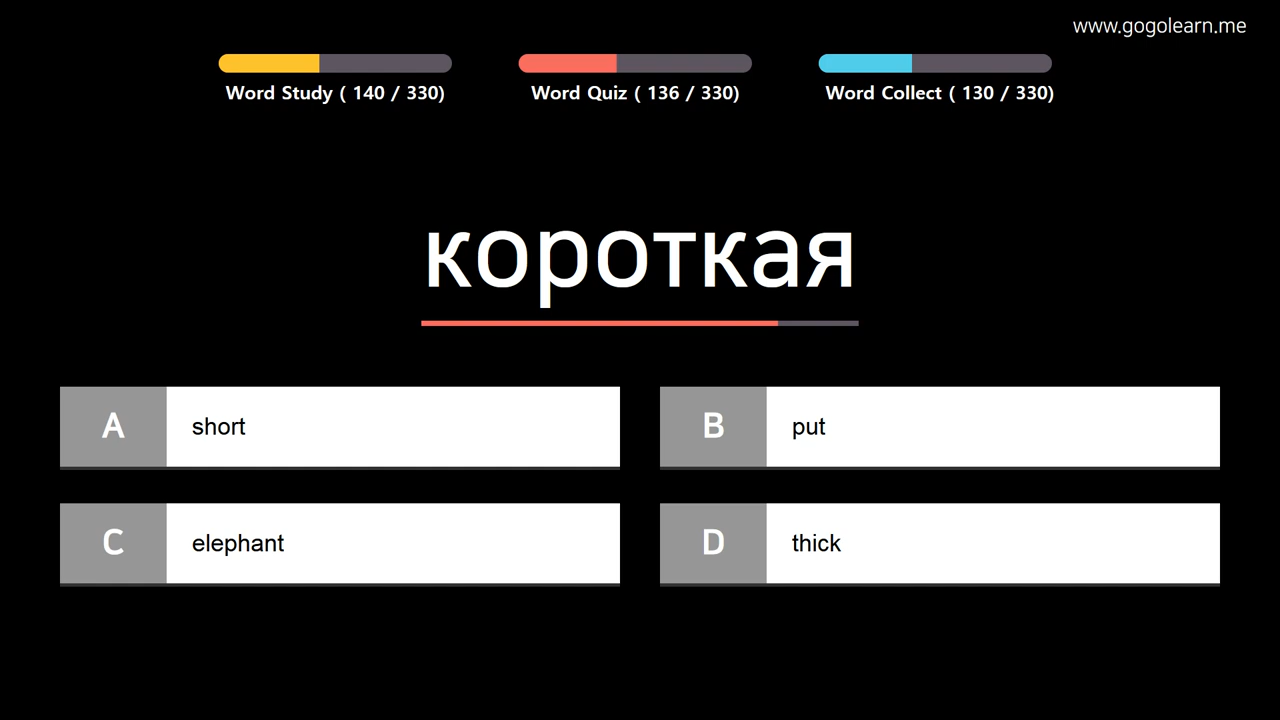 www.gogolearn.me
Word Study ( 140 / 330)
Word Quiz ( 136 / 330)
Word Collect ( 130 / 330)
короткая
A short
B put
C elephant
D thick